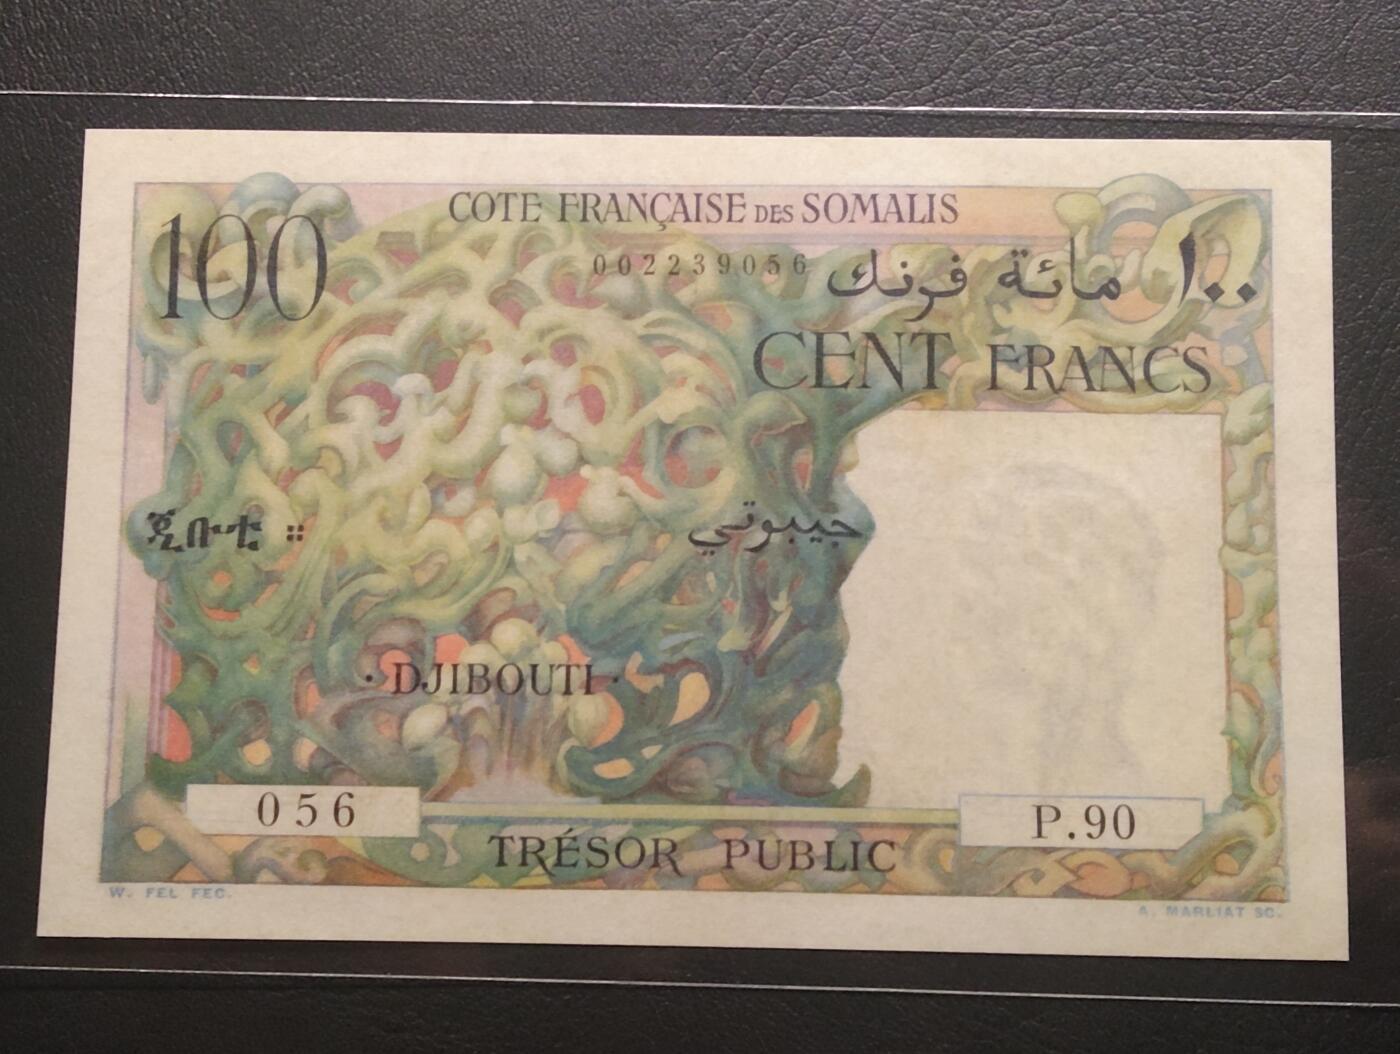 COTE FRANÇAISE DES SOMALIS
100
002239056
مائة فرنك ١٠٠
CENT FRANCS
ጂቡቲ ።
جيبوتي
· DJIBOUTI ·
056
P.90
TRÉSOR PUBLIC
W. FEL FEC.
A. MARLIAT SC.